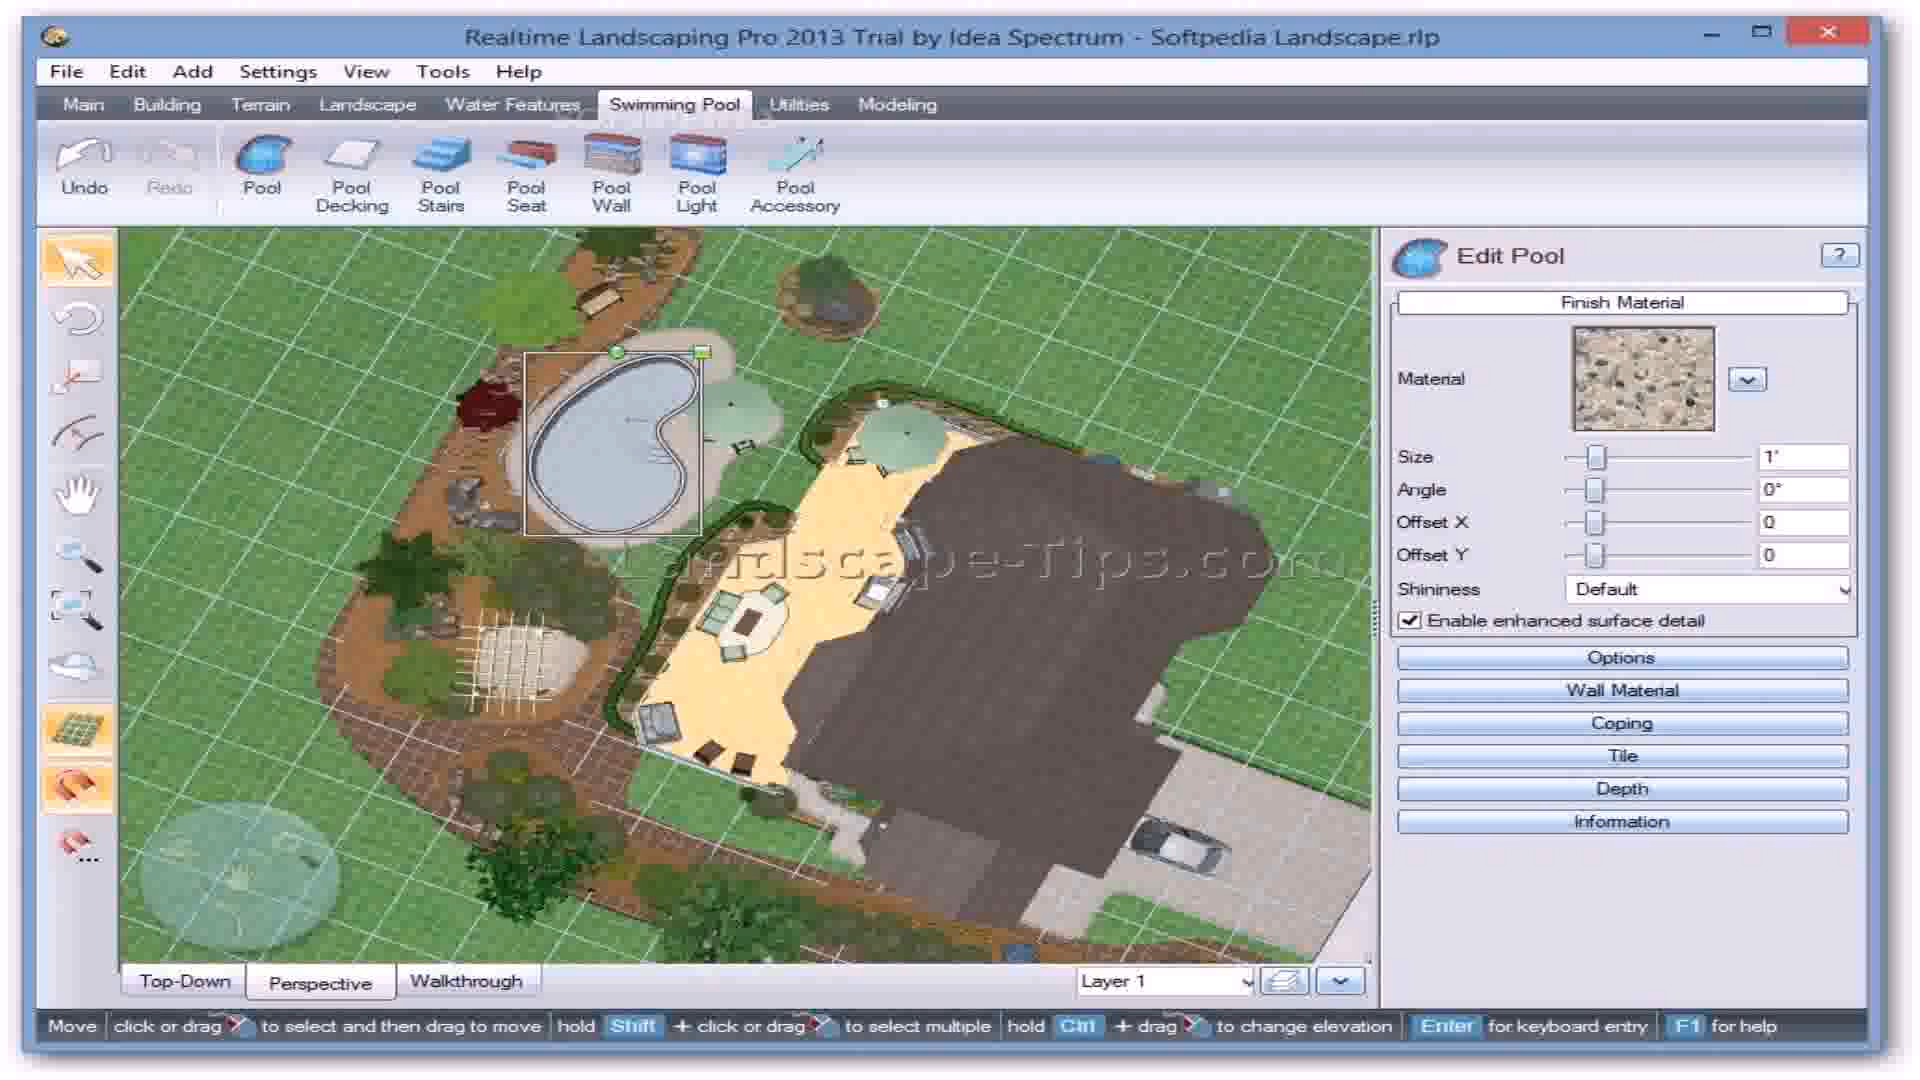 Realtime Landscaping Pro 2013 Trial by Idea Spectrum - Softpedia Landscape.rlp
File Edit Add Settings View Tools Help
Main Building Terrain Landscape Water Features Swimming Pool Utilities Modeling
Undo Redo Pool Pool Decking Pool Stairs Pool Seat Pool Wall Pool Light Pool Accessory
Edit Pool ?
Finish Material
Material
Size 1'
Angle 0°
Offset X 0
Offset Y 0
Shininess Default
Enable enhanced surface detail
Options
Wall Material
Coping
Tile
Depth
Information
Landscape-Tips.com
Top-Down Perspective Walkthrough Layer 1
Move click or drag to select and then drag to move hold Shift + click or drag to select multiple hold Ctrl + drag to change elevation Enter for keyboard entry F1 for help